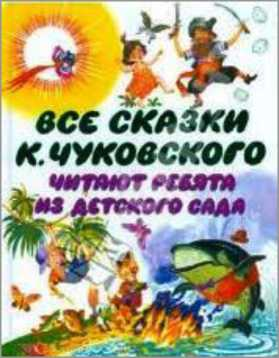 ВСЕ СКАЗКИ
К. ЧУКОВСКОГО
ЧИТАЮТ РЕБЯТА
ИЗ ДЕТСКОГО САДА